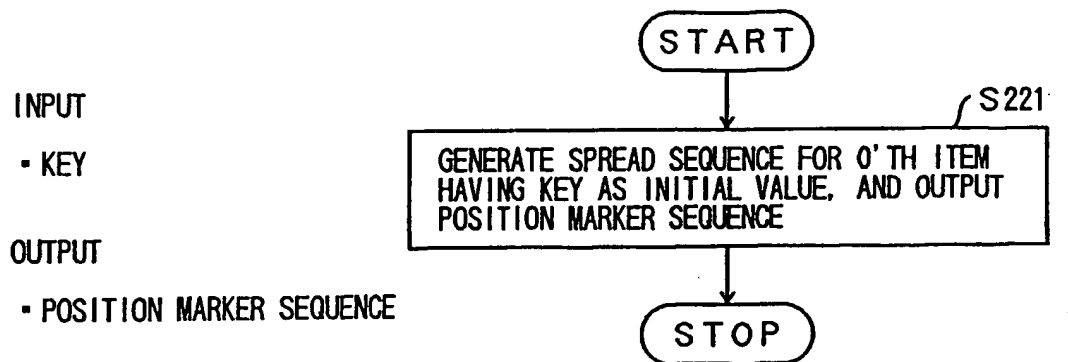 START
INPUT
▪ KEY
S221
GENERATE SPREAD SEQUENCE FOR 0'TH ITEM
HAVING KEY AS INITIAL VALUE, AND OUTPUT
POSITION MARKER SEQUENCE
OUTPUT
▪ POSITION MARKER SEQUENCE
STOP